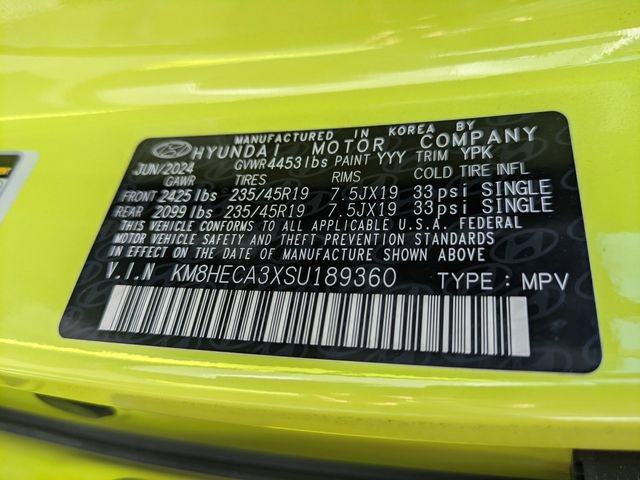 MANUFACTURED IN KOREA BY
HYUNDAI MOTOR COMPANY
JUN/2024 GVWR 4453lbs PAINT YYY TRIM YPK
GAWR TIRES RIMS COLD TIRE INFL
FRONT 2425 lbs 235/45R19 7.5JX19 33 psi SINGLE
REAR 2099 lbs 235/45R19 7.5JX19 33 psi SINGLE
THIS VEHICLE CONFORMS TO ALL APPLICABLE U.S.A. FEDERAL
MOTOR VEHICLE SAFETY AND THEFT PREVENTION STANDARDS
IN EFFECT ON THE DATE OF MANUFACTURE SHOWN ABOVE
V.I.N KM8HECA3XSU189360 TYPE : MPV